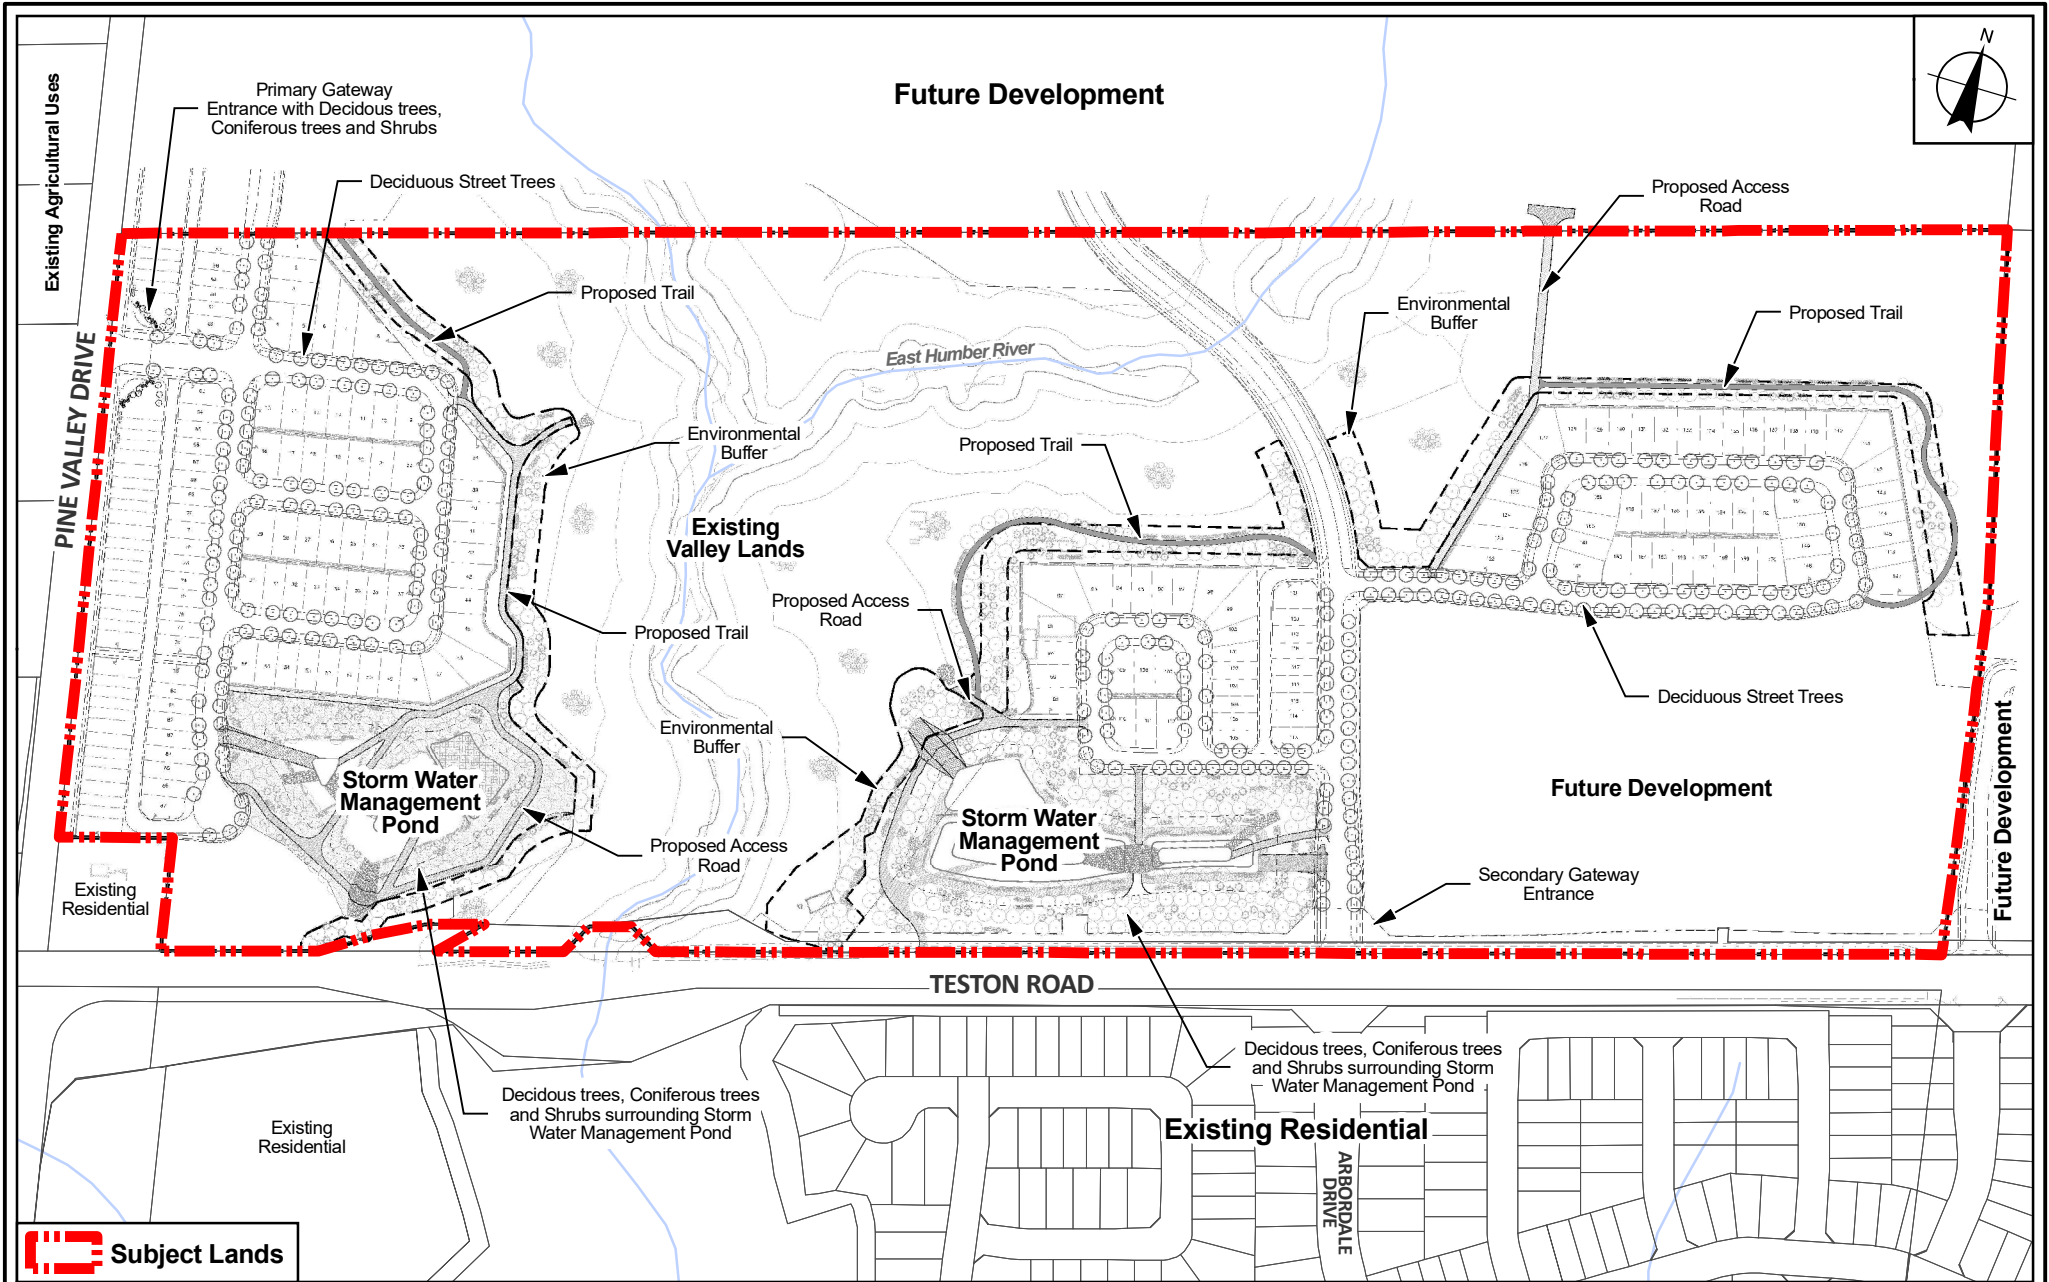 N
Future Development
Existing Agricultural Uses
Primary Gateway
Entrance with Decidous trees,
Coniferous trees and Shrubs
Deciduous Street Trees
Proposed Access
Road
Proposed Trail
Environmental
Buffer
Proposed Trail
East Humber River
PINE VALLEY DRIVE
Environmental
Buffer
Proposed Trail
Existing
Valley Lands
Proposed Access
Road
Proposed Trail
Deciduous Street Trees
Environmental
Buffer
Storm Water
Management
Pond
Storm Water
Management
Pond
Future Development
Future Development
Proposed Access
Road
Secondary Gateway
Entrance
Existing
Residential
TESTON ROAD
Decidous trees, Coniferous trees
and Shrubs surrounding Storm
Water Management Pond
Decidous trees, Coniferous trees
and Shrubs surrounding Storm
Water Management Pond
Existing
Residential
Existing Residential
ARBORDALE
DRIVE
Subject Lands